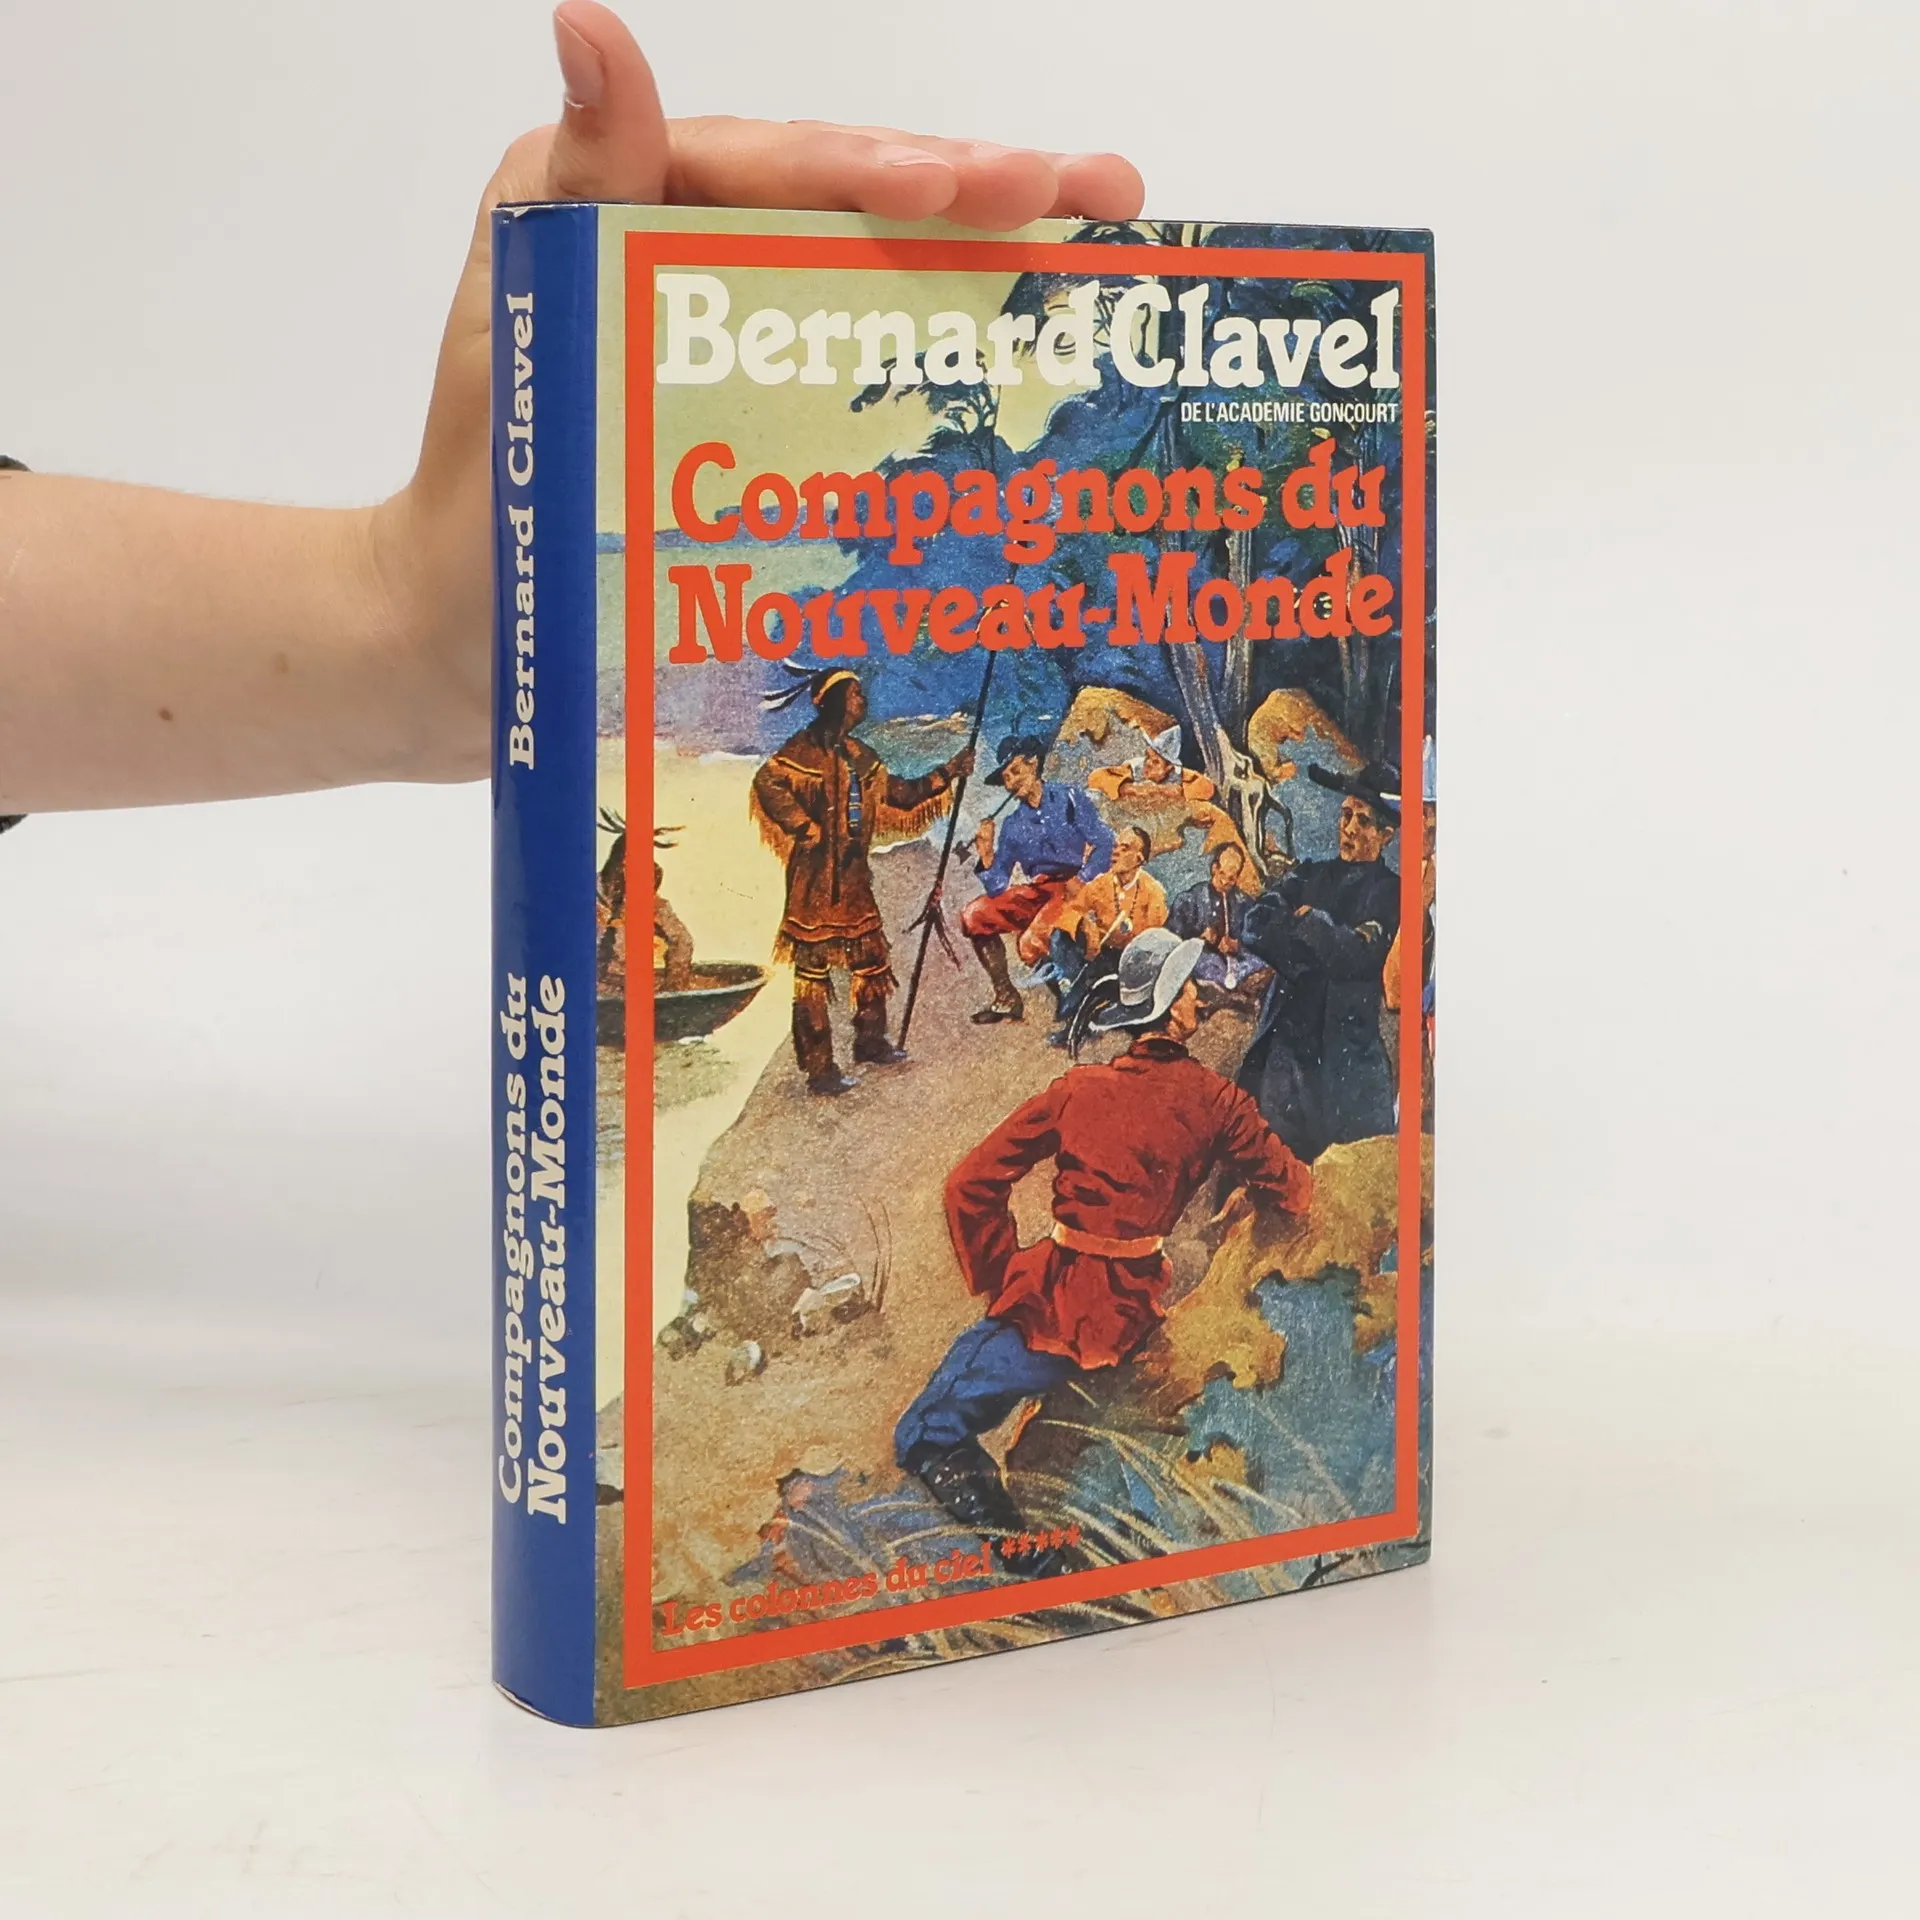 Bernard Clavel
DE L'ACADEMIE GONCOURT
Compagnons du
Nouveau-Monde
Les colonnes du ciel *****
Bernard Clavel
Compagnons du
Nouveau-Monde